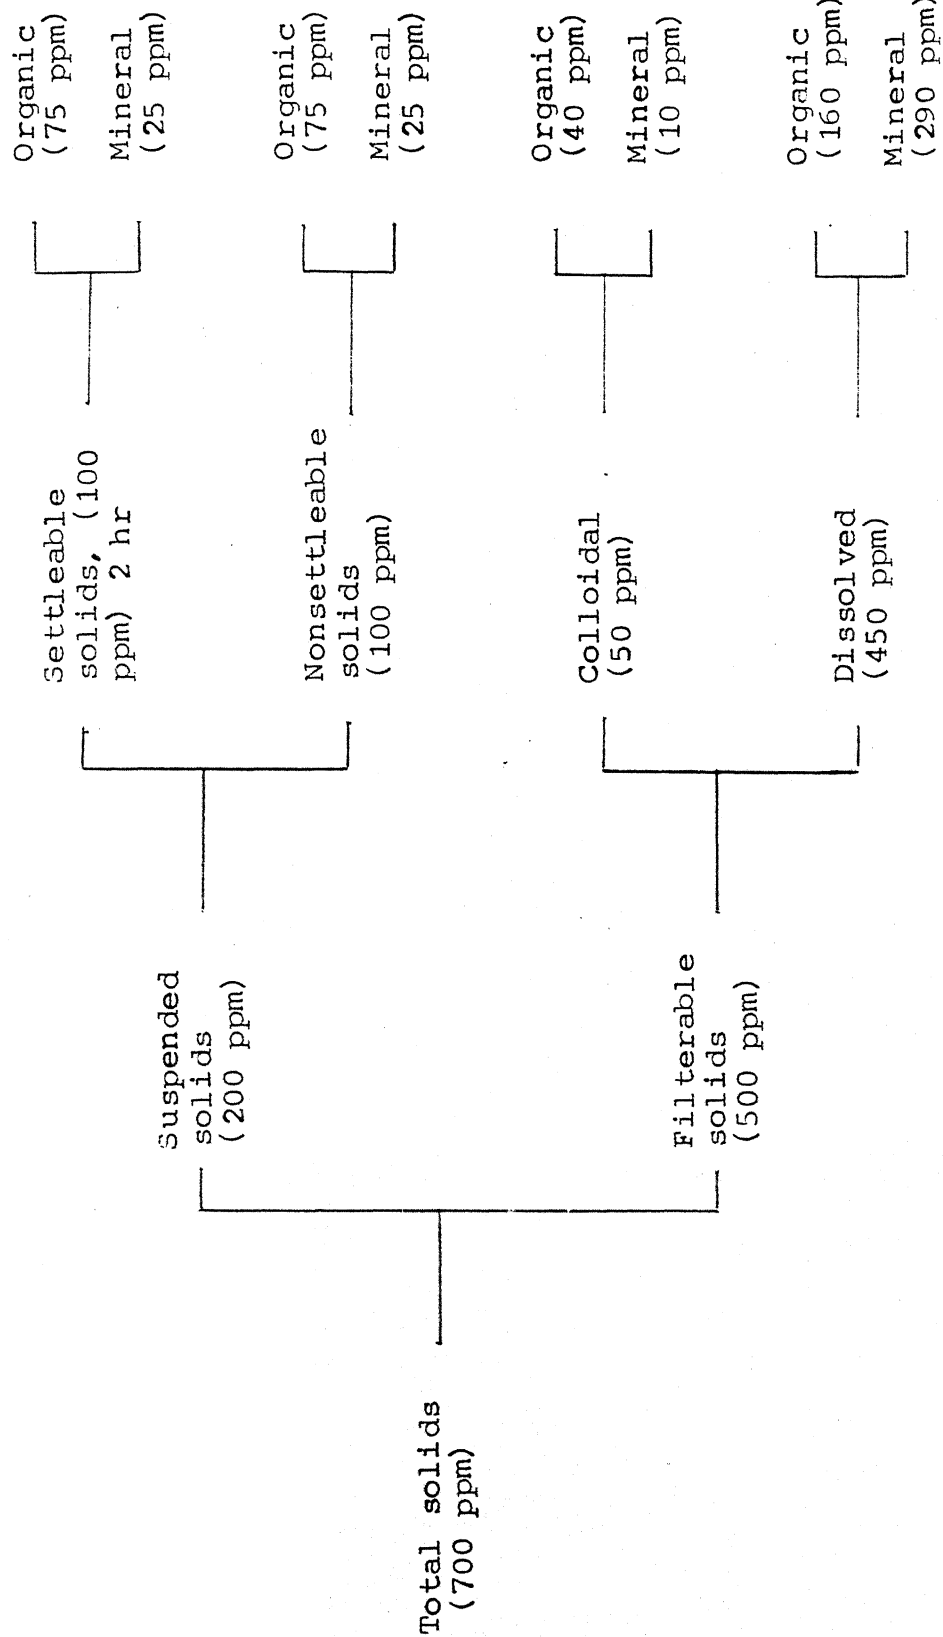 Total solids
(700 ppm)
Suspended
solids
(200 ppm)
Filterable
solids
(500 ppm)
Settleable
solids, (100
ppm) 2 hr
Nonsettleable
solids
(100 ppm)
Colloidal
(50 ppm)
Dissolved
(450 ppm)
Organic
(75 ppm)
Mineral
(25 ppm)
Organic
(75 ppm)
Mineral
(25 ppm)
Organic
(40 ppm)
Mineral
(10 ppm)
Organic
(160 ppm)
Mineral
(290 ppm)